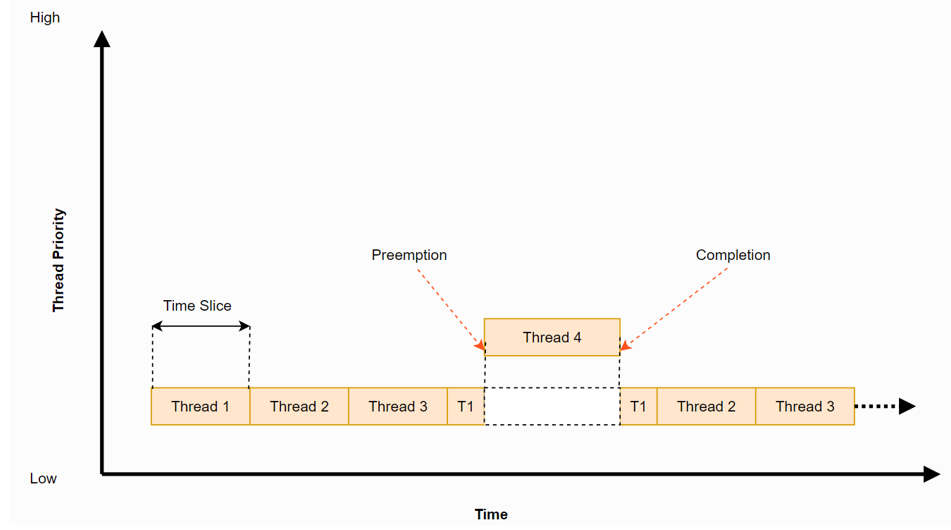 High
Thread Priority
Preemption
Completion
Time Slice
Thread 4
Thread 1
Thread 2
Thread 3
T1
T1
Thread 2
Thread 3
Low
Time